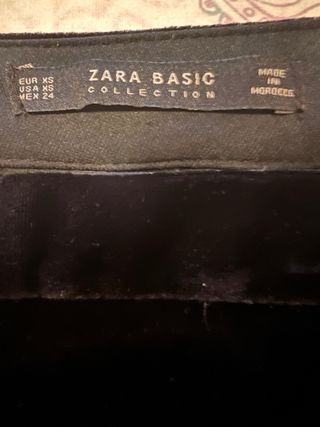 EUR XS
USA XS
MEX 24
ZARA BASIC
COLLECTION
MADE
IN
MOROCCO